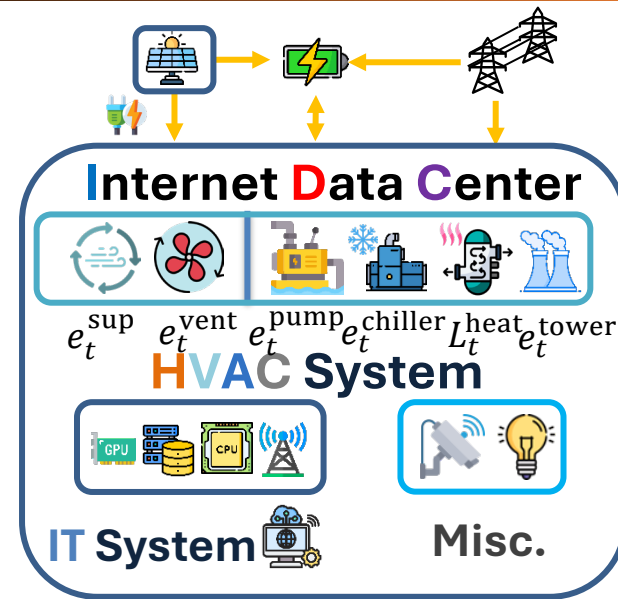 Internet Data Center
e_t^sup e_t^vent e_t^pump e_t^chiller L_t^heat e_t^tower
HVAC System
GPU CPU
IT System Misc.